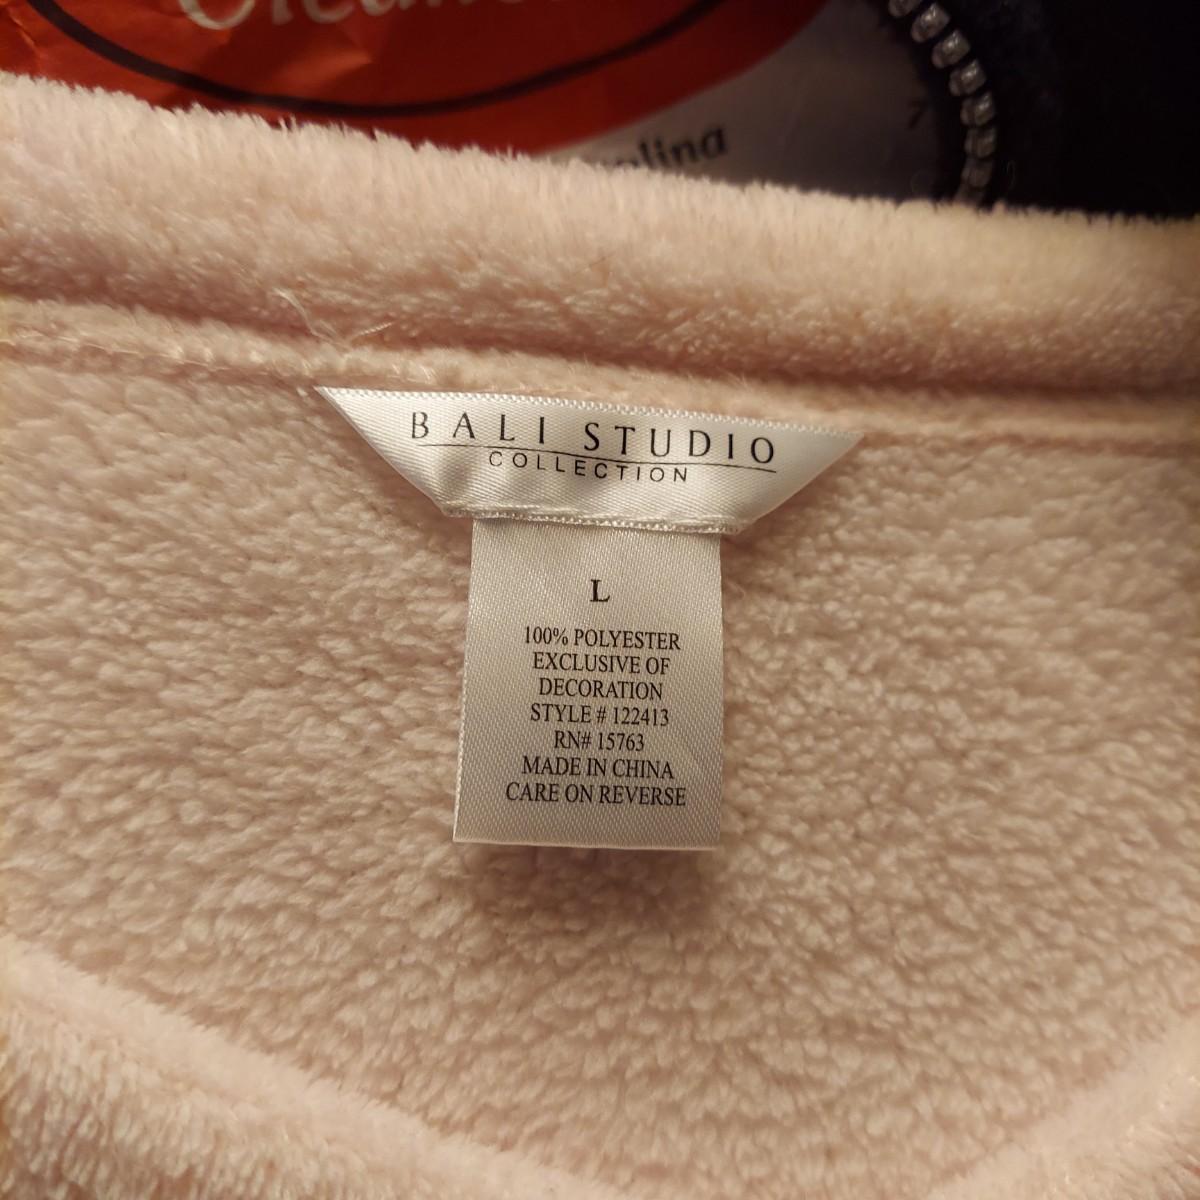 BALI STUDIO
COLLECTION
L
100% POLYESTER
EXCLUSIVE OF
DECORATION
STYLE # 122413
RN# 15763
MADE IN CHINA
CARE ON REVERSE